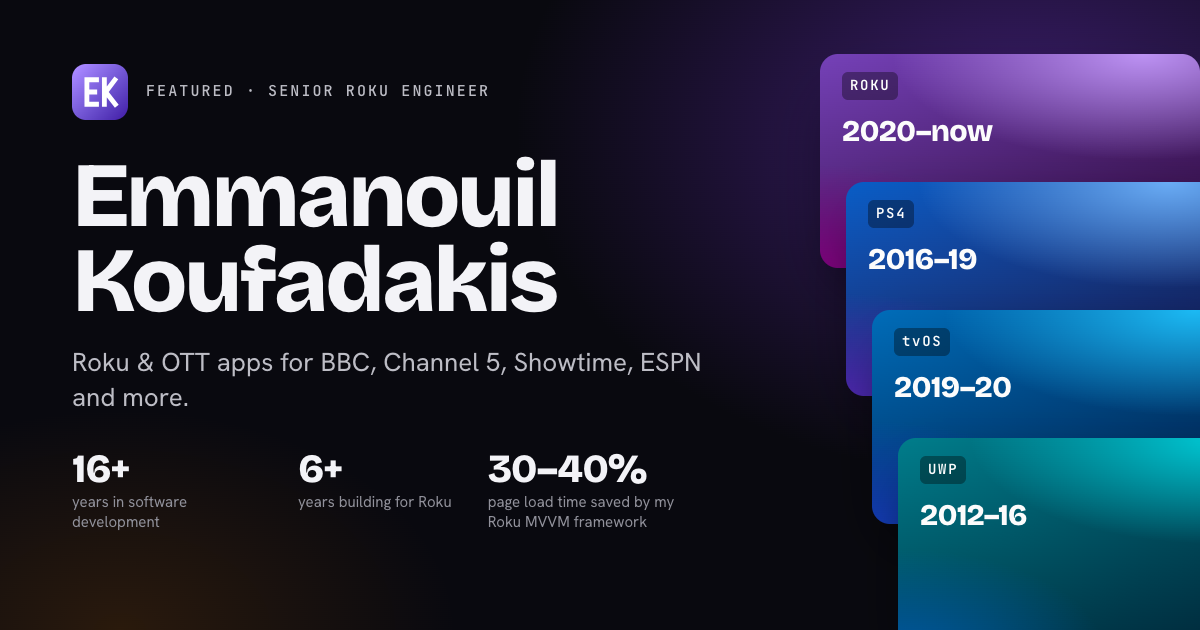 EK
FEATURED · SENIOR ROKU ENGINEER
Emmanouil
Koufadakis
Roku & OTT apps for BBC, Channel 5, Showtime, ESPN
and more.
16+
years in software
development
6+
years building for Roku
30–40%
page load time saved by my
Roku MVVM framework
ROKU
2020–now
PS4
2016–19
tvOS
2019–20
UWP
2012–16